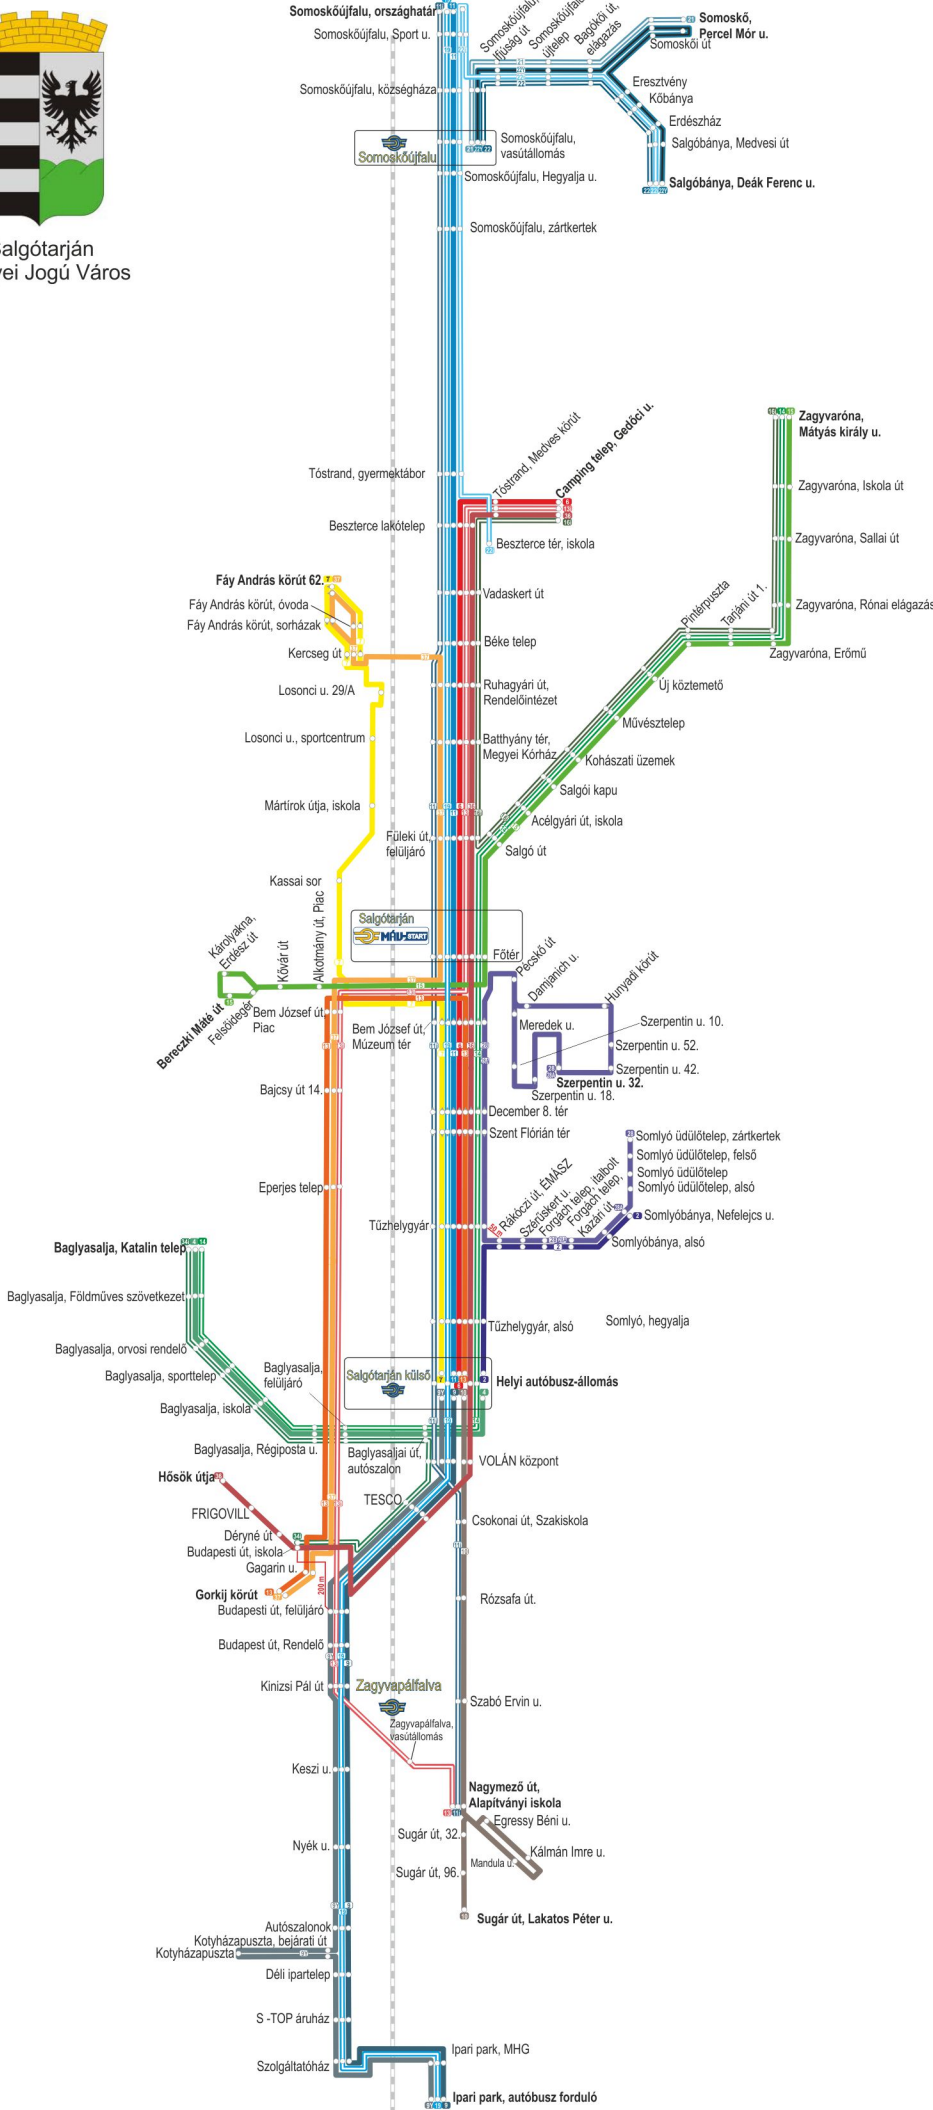 Somoskőújfalu, országhatár
Somoskőújfalu, Sport u.
Somoskőújfalu, községháza
Somoskőújfalu,
Ifjúság út
Somoskőújfalu,
újtelep
Bagókői út,
elágazás
Somoskő,
Percel Mór u.
Somoskői út
Eresztvény
Kőbánya
Erdészház
Salgóbánya, Medvesi út
Salgóbánya, Deák Ferenc u.
Somoskőújfalu
Somoskőújfalu,
vasútállomás
Somoskőújfalu, Hegyalja u.
Somoskőújfalu, zártkertek
algótarján
yei Jogú Város
Tóstrand, gyermektábor
Beszterce lakótelep
Tóstrand, Medves körút
Camping telep, Gedőci u.
Beszterce tér, iskola
Zagyvaróna,
Mátyás király u.
Zagyvaróna, Iskola út
Zagyvaróna, Sallai út
Zagyvaróna, Rónai elágazás
Zagyvaróna, Erőmű
Pintérpuszta
Tarjáni út 1.
Új köztemető
Művésztelep
Kohászati üzemek
Salgói kapu
Acélgyári út, iskola
Salgó út
Fáy András körút 62.
Fáy András körút, óvoda
Fáy András körút, sorházak
Kercseg út
Losonci u. 29/A
Losonci u., sportcentrum
Mártírok útja, iskola
Kassai sor
Vadaskert út
Béke telep
Ruhagyári út,
Rendelőintézet
Batthyány tér,
Megyei Kórház
Füleki út,
felüljáró
Salgótarján
MÁV-START
Főtér
Károlyakna,
Erdész út
Kővár út
Alkotmány út, Piac
Bereczki Máté út
Felsőidegér
Bem József út,
Piac
Bem József út,
Múzeum tér
Bajcsy út 14.
Eperjes telep
Pécskő út
Damjanich u.
Hunyadi körút
Meredek u.
Szerpentin u. 10.
Szerpentin u. 52.
Szerpentin u. 42.
Szerpentin u. 32.
Szerpentin u. 18.
December 8. tér
Szent Flórián tér
Tűzhelygyár
50 m
Rákóczi út, ÉMÁSZ
Szérűskert u.
Forgách telep, italbolt
Forgách telep,
Kazári út
Somlyó üdülőtelep, zártkertek
Somlyó üdülőtelep, felső
Somlyó üdülőtelep
Somlyó üdülőtelep, alsó
Somlyóbánya, Nefelejcs u.
Somlyóbánya, alsó
Tűzhelygyár, alsó
Somlyó, hegyalja
Salgótarján külső
Helyi autóbusz-állomás
Baglyasalja, Katalin telep
Baglyasalja, Földműves szövetkezet
Baglyasalja, orvosi rendelő
Baglyasalja, sporttelep
Baglyasalja, iskola
Baglyasalja,
felüljáró
Baglyasalja, Régiposta u.
Baglyasaljai út,
autószalon
VOLÁN központ
TESCO
Hősök útja
FRIGOVILL
Déryné út
Budapesti út, iskola
Gagarin u.
Gorkij körút
200 m
Budapesti út, felüljáró
Budapest út, Rendelő
Kinizsi Pál út
Csokonai út, Szakiskola
Rózsafa út.
Szabó Ervin u.
Zagyvapálfalva
Zagyvapálfalva,
vasútállomás
Keszi u.
Nyék u.
Nagymező út,
Alapítványi iskola
Egressy Béni u.
Sugár út, 32.
Kálmán Imre u.
Mandula u.
Sugár út, 96.
Sugár út, Lakatos Péter u.
Autószalonok
Kotyházapuszta, bejárati út
Kotyházapuszta
Déli ipartelep
S -TOP áruház
Szolgáltatóház
Ipari park, MHG
Ipari park, autóbusz forduló